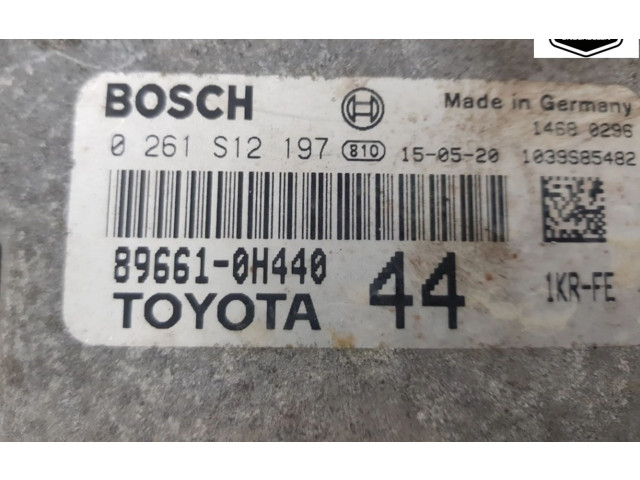 BOSCH Made in Germany
1468 0296
0 261 S12 197 810 15-05-20 1039S85482
89661-0H440
TOYOTA 44 1KR-FE